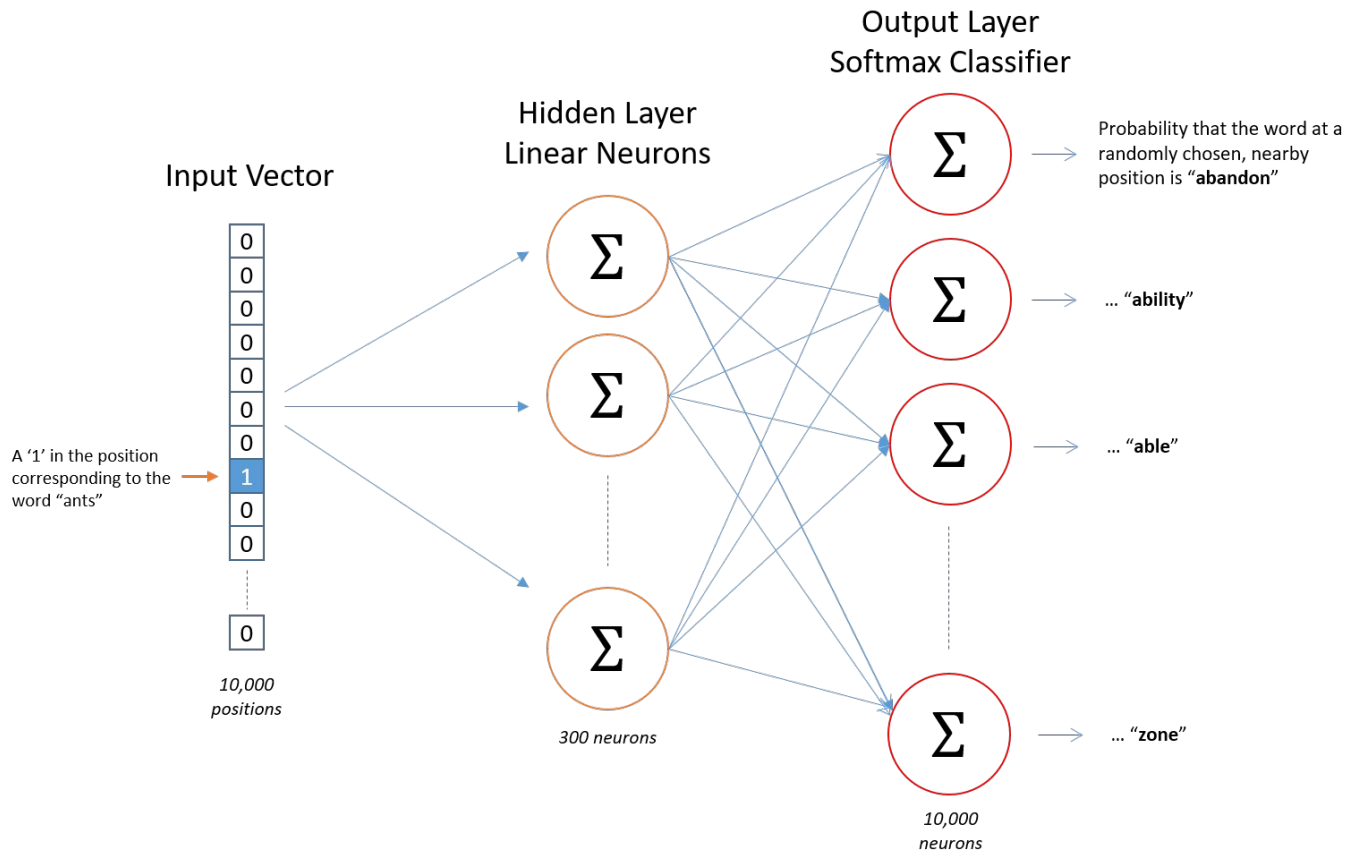 Output Layer
Softmax Classifier
Hidden Layer
Linear Neurons
Input Vector
0
0
0
0
0
0
0
1
0
0
0
A ‘1’ in the position
corresponding to the
word “ants”
10,000
positions
Σ
Σ
Σ
300 neurons
Σ
Σ
Σ
Σ
10,000
neurons
Probability that the word at a
randomly chosen, nearby
position is “abandon”
... “ability”
... “able”
... “zone”